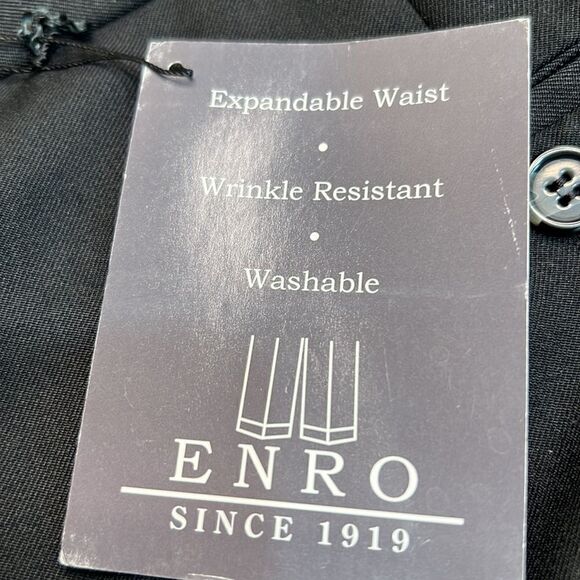 Expandable Waist
•
Wrinkle Resistant
•
Washable
ENRO
SINCE 1919